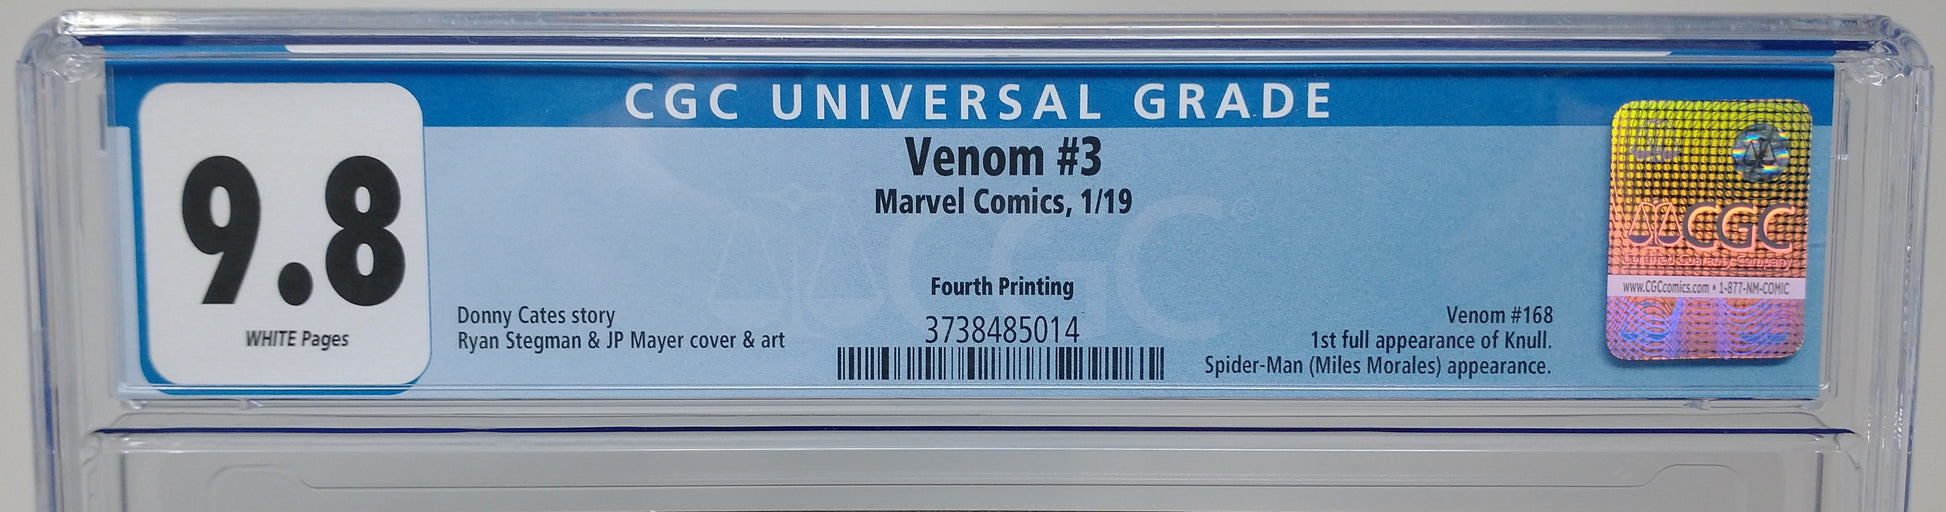 CGC UNIVERSAL GRADE
9.8
WHITE Pages
Venom #3
Marvel Comics, 1/19
Fourth Printing
3738485014
Donny Cates story
Ryan Stegman & JP Mayer cover & art
Venom #168
1st full appearance of Knull.
Spider-Man (Miles Morales) appearance.
CGC
CGC
www.CGCcomics.com • 1-877-NM-COMIC